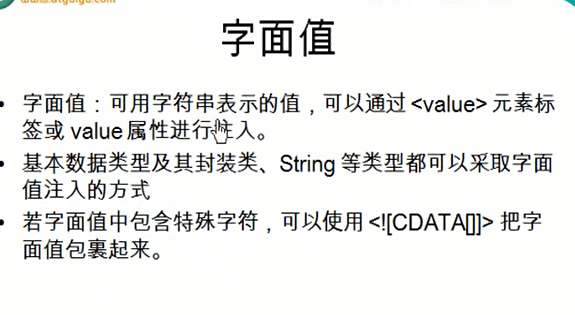 www.atguigu.com
字面值
• 字面值：可用字符串表示的值，可以通过 <value> 元素标
签或 value 属性进行注入。
• 基本数据类型及其封装类、String 等类型都可以采取字面
值注入的方式
• 若字面值中包含特殊字符，可以使用 <![CDATA[]]> 把字
面值包裹起来。